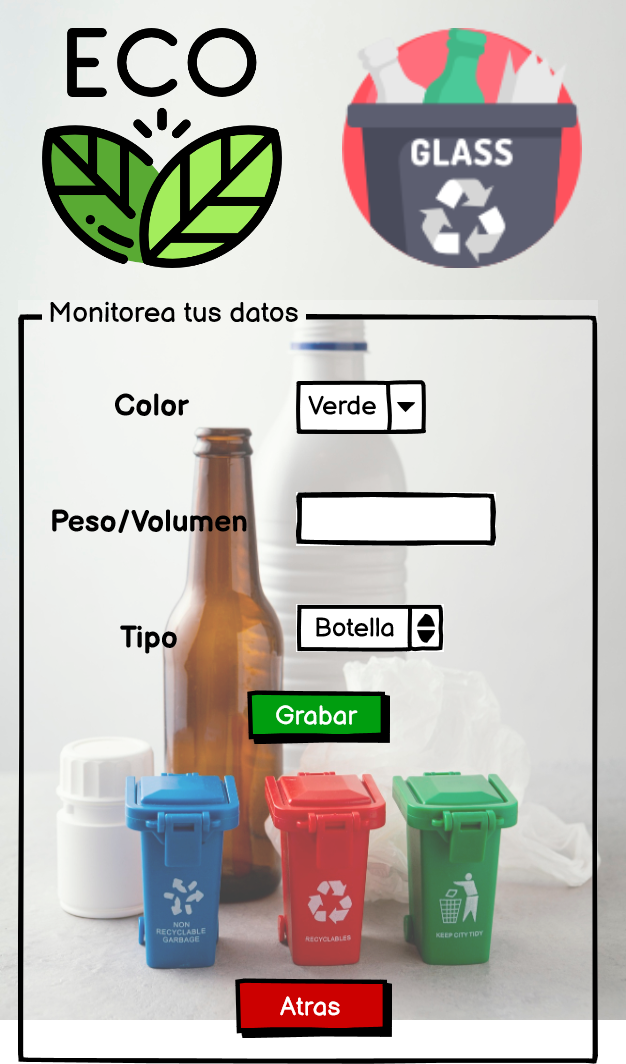 ECO
GLASS
Monitorea tus datos
Color
Verde
Peso/Volumen
Tipo
Botella
Grabar
NON
RECYCLABLE
GARBAGE
RECYCLABLES
KEEP CITY TIDY
Atras